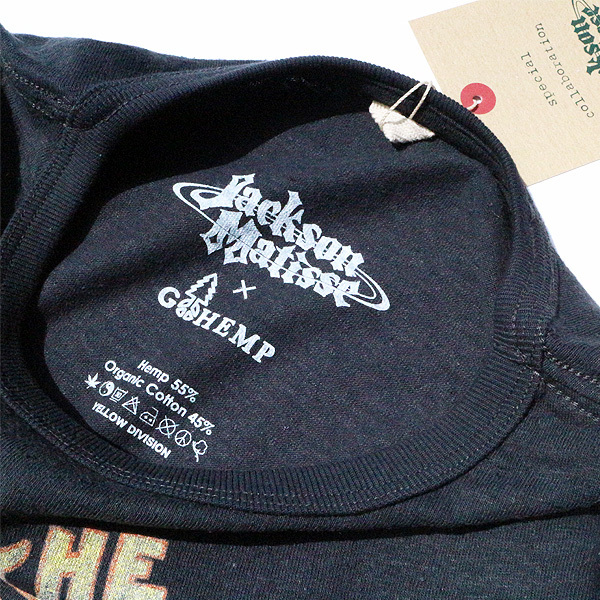 Jackson
Matisse
×
GOHEMP
Hemp 55%
Organic Cotton 45%
YELLOW DIVISION
HE
special
collaboration